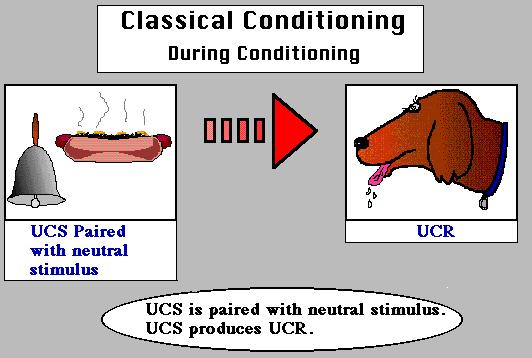 Classical Conditioning
During Conditioning
UCS Paired
with neutral
stimulus
UCR
UCS is paired with neutral stimulus.
UCS produces UCR.